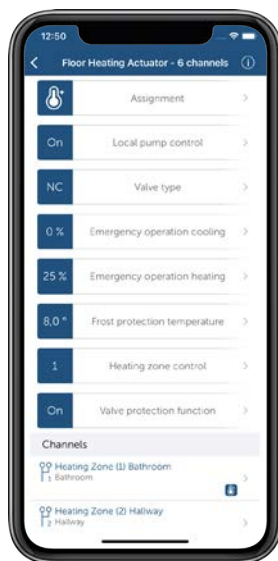 12:50
Floor Heating Actuator - 6 channels
Assignment
On Local pump control
NC Valve type
0 % Emergency operation cooling
25 % Emergency operation heating
8,0 ° Frost protection temperature
1 Heating zone control
On Valve protection function
Channels
Heating Zone (1) Bathroom
1 Bathroom
Heating Zone (2) Hallway
2 Hallway